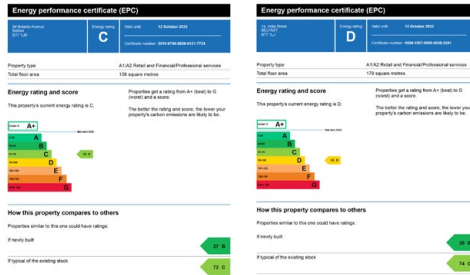 Energy performance certificate (EPC)
Belfast
Energy rating
C
Valid until 12 October 2033
Property type
A1/A2 Retail and Financial/Professional services
Total floor area
106 square metres
Energy rating and score
This property's current energy rating is C.
Properties get a rating from A+ (best) to G
(worst) and a score.
The better the rating and score, the lower your
property's carbon emissions are likely to be.
A+
A
B
C
D
E
F
G
How this property compares to others
Properties similar to this one could have ratings:
If newly built
27 B
If typical of the existing stock
72 C
Energy performance certificate (EPC)
BELFAST
Energy rating
D
Valid until
Property type
A1/A2 Retail and Financial/Professional services
Total floor area
179 square metres
Energy rating and score
This property's current energy rating is D.
Properties get a rating from A+ (best) to G
(worst) and a score.
The better the rating and score, the lower your
property's carbon emissions are likely to be.
A+
A
B
C
D
E
F
G
How this property compares to others
Properties similar to this one could have ratings:
If newly built
If typical of the existing stock
74 C